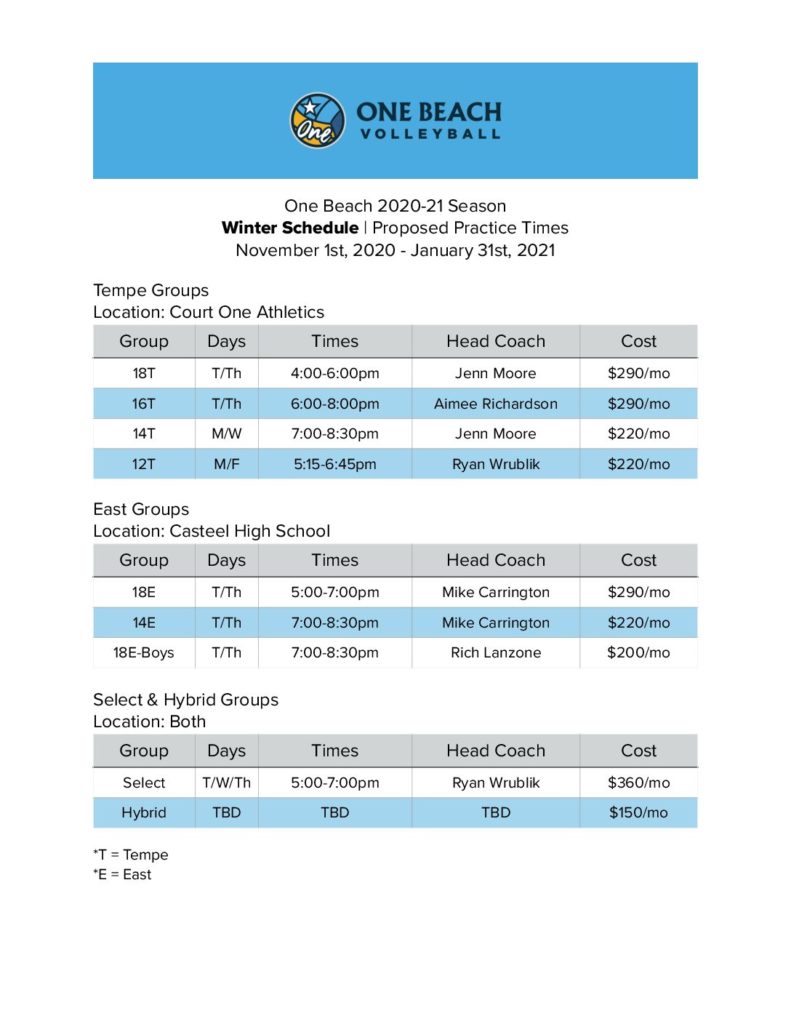 One
ONE BEACH
VOLLEYBALL
One Beach 2020-21 Season
Winter Schedule | Proposed Practice Times
November 1st, 2020 - January 31st, 2021
Tempe Groups
Location: Court One Athletics
Group Days Times Head Coach Cost
18T T/Th 4:00-6:00pm Jenn Moore $290/mo
16T T/Th 6:00-8:00pm Aimee Richardson $290/mo
14T M/W 7:00-8:30pm Jenn Moore $220/mo
12T M/F 5:15-6:45pm Ryan Wrublik $220/mo
East Groups
Location: Casteel High School
Group Days Times Head Coach Cost
18E T/Th 5:00-7:00pm Mike Carrington $290/mo
14E T/Th 7:00-8:30pm Mike Carrington $220/mo
18E-Boys T/Th 7:00-8:30pm Rich Lanzone $200/mo
Select & Hybrid Groups
Location: Both
Group Days Times Head Coach Cost
Select T/W/Th 5:00-7:00pm Ryan Wrublik $360/mo
Hybrid TBD TBD TBD $150/mo
*T = Tempe
*E = East